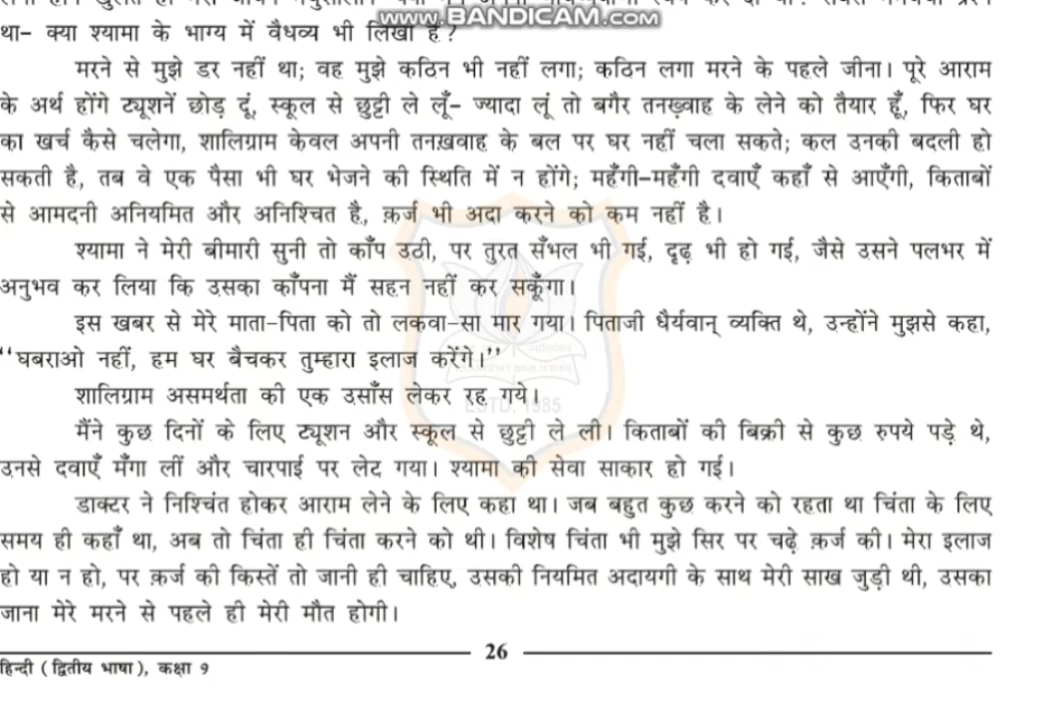 www.BANDICAM.com
था– क्या श्यामा के भाग्य में वैधव्य भी लिखा है?
मरने से मुझे डर नहीं था; वह मुझे कठिन भी नहीं लगा; कठिन लगा मरने के पहले जीना। पूरे आराम
के अर्थ होंगे ट्यूशनें छोड़ दूं, स्कूल से छुट्टी ले लूँ– ज्यादा लूं तो बगैर तनख्वाह के लेने को तैयार हूँ, फिर घर
का खर्च कैसे चलेगा, शालिग्राम केवल अपनी तनख़वाह के बल पर घर नहीं चला सकते; कल उनकी बदली हो
सकती है, तब वे एक पैसा भी घर भेजने की स्थिति में न होंगे; महँगी–महँगी दवाएँ कहाँ से आएँगी, किताबों
से आमदनी अनियमित और अनिश्चित है, क़र्ज भी अदा करने को कम नहीं है।
श्यामा ने मेरी बीमारी सुनी तो काँप उठी, पर तुरत सँभल भी गई, दृढ़ भी हो गई, जैसे उसने पलभर में
अनुभव कर लिया कि उसका काँपना मैं सहन नहीं कर सकूँगा।
इस खबर से मेरे माता-पिता को तो लकवा-सा मार गया। पिताजी धैर्यवान् व्यक्ति थे, उन्होंने मुझसे कहा,
‘‘घबराओ नहीं, हम घर बैचकर तुम्हारा इलाज करेंगे।’’
शालिग्राम असमर्थता की एक उसाँस लेकर रह गये।
ESTD. 1985
मैंने कुछ दिनों के लिए ट्यूशन और स्कूल से छुट्टी ले ली। किताबों की बिक्री से कुछ रुपये पड़े थे,
उनसे दवाएँ मँगा लीं और चारपाई पर लेट गया। श्यामा की सेवा साकार हो गई।
डाक्टर ने निश्चिंत होकर आराम लेने के लिए कहा था। जब बहुत कुछ करने को रहता था चिंता के लिए
समय ही कहाँ था, अब तो चिंता ही चिंता करने को थी। विशेष चिंता भी मुझे सिर पर चढ़े क़र्ज की। मेरा इलाज
हो या न हो, पर क़र्ज की किस्तें तो जानी ही चाहिए, उसकी नियमित अदायगी के साथ मेरी साख जुड़ी थी, उसका
जाना मेरे मरने से पहले ही मेरी मौत होगी।
26
हिन्दी (द्वितीय भाषा), कक्षा 9